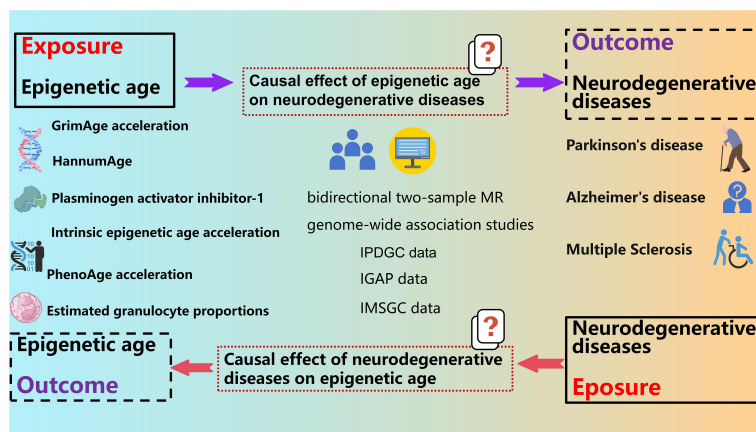 Exposure
Epigenetic age
?
Causal effect of epigenetic age
on neurodegenerative diseases
Outcome
Neurodegenerative
diseases
GrimAge acceleration
HannumAge
Plasminogen activator inhibitor-1
Intrinsic epigenetic age acceleration
PhenoAge acceleration
Estimated granulocyte proportions
bidirectional two-sample MR
genome-wide association studies
IPDGC data
IGAP data
IMSGC data
Parkinson's disease
Alzheimer's disease
?
Multiple Sclerosis
Epigenetic age
Outcome
?
Causal effect of neurodegenerative
diseases on epigenetic age
Neurodegenerative
diseases
Eposure